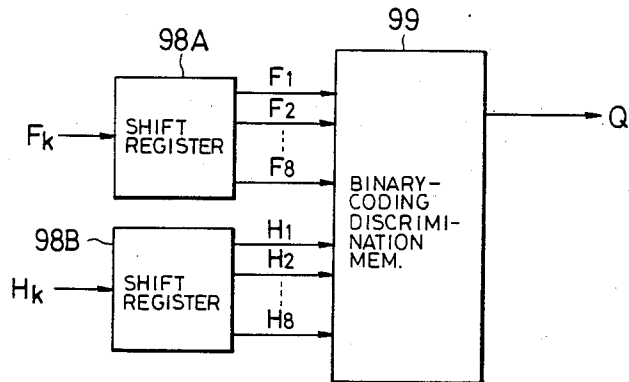 98A
99
Fk
SHIFT
REGISTER
F1
F2
F8
98B
Hk
SHIFT
REGISTER
H1
H2
H8
BINARY-
CODING
DISCRIMI-
NATION
MEM.
Q